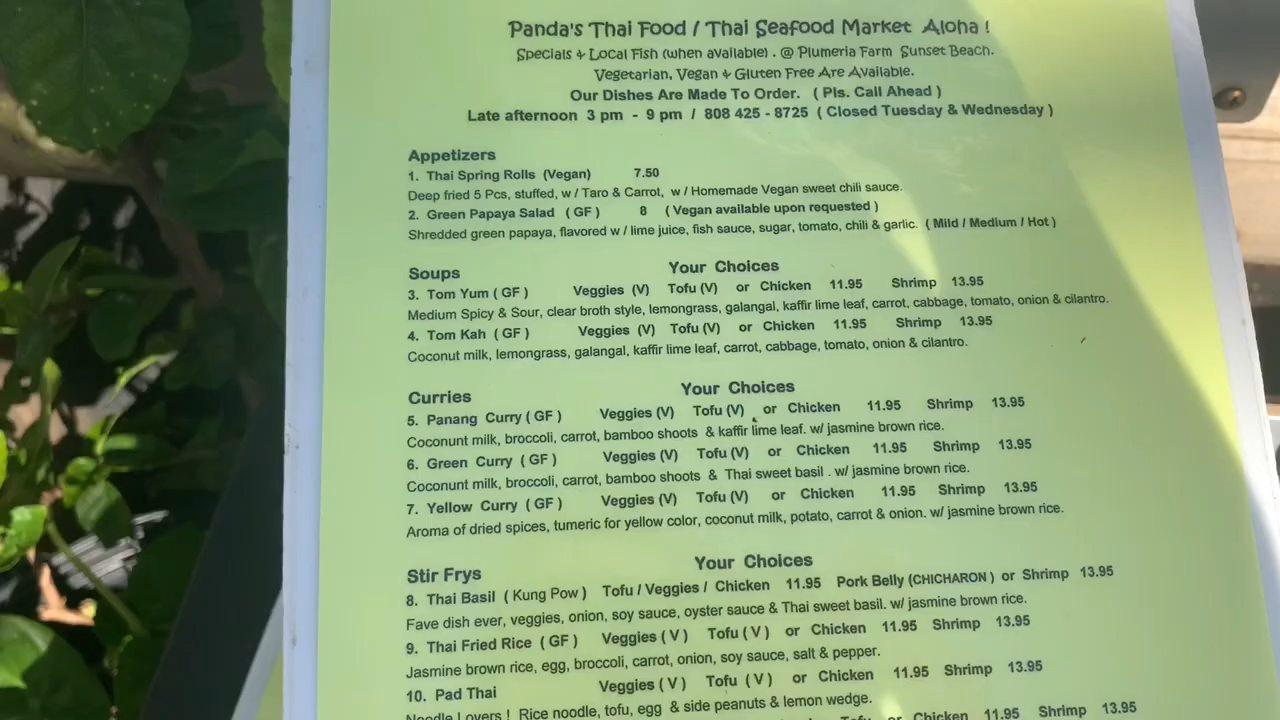 Panda's Thai Food / Thai Seafood Market Aloha !
Specials & Local Fish (when available) . @ Plumeria Farm Sunset Beach.
Vegetarian, Vegan & Gluten Free Are Available.
Our Dishes Are Made To Order. ( Pls. Call Ahead )
Late afternoon 3 pm - 9 pm / 808 425 - 8725 ( Closed Tuesday & Wednesday )
Appetizers
1. Thai Spring Rolls (Vegan) 7.50
Deep fried 5 Pcs, stuffed, w / Taro & Carrot, w / Homemade Vegan sweet chili sauce.
2. Green Papaya Salad ( GF ) 8 ( Vegan available upon requested )
Shredded green papaya, flavored w / lime juice, fish sauce, sugar, tomato, chili & garlic. ( Mild / Medium / Hot )
Soups Your Choices
3. Tom Yum ( GF ) Veggies (V) Tofu (V) or Chicken 11.95 Shrimp 13.95
Medium Spicy & Sour, clear broth style, lemongrass, galangal, kaffir lime leaf, carrot, cabbage, tomato, onion & cilantro.
4. Tom Kah ( GF ) Veggies (V) Tofu (V) or Chicken 11.95 Shrimp 13.95
Coconut milk, lemongrass, galangal, kaffir lime leaf, carrot, cabbage, tomato, onion & cilantro.
Curries Your Choices
5. Panang Curry ( GF ) Veggies (V) Tofu (V) or Chicken 11.95 Shrimp 13.95
Coconunt milk, broccoli, carrot, bamboo shoots & kaffir lime leaf. w/ jasmine brown rice.
6. Green Curry ( GF ) Veggies (V) Tofu (V) or Chicken 11.95 Shrimp 13.95
Coconunt milk, broccoli, carrot, bamboo shoots & Thai sweet basil . w/ jasmine brown rice.
7. Yellow Curry ( GF ) Veggies (V) Tofu (V) or Chicken 11.95 Shrimp 13.95
Aroma of dried spices, tumeric for yellow color, coconut milk, potato, carrot & onion. w/ jasmine brown rice.
Stir Frys Your Choices
8. Thai Basil ( Kung Pow ) Tofu / Veggies / Chicken 11.95 Pork Belly (CHICHARON ) or Shrimp 13.95
Fave dish ever, veggies, onion, soy sauce, oyster sauce & Thai sweet basil. w/ jasmine brown rice.
9. Thai Fried Rice ( GF ) Veggies ( V ) Tofu ( V ) or Chicken 11.95 Shrimp 13.95
Jasmine brown rice, egg, broccoli, carrot, onion, soy sauce, salt & pepper.
10. Pad Thai Veggies ( V ) Tofu ( V ) or Chicken 11.95 Shrimp 13.95
Noodle Lovers ! Rice noodle, tofu, egg & side peanuts & lemon wedge.
Tofu or Chicken 11.95 Shrimp 13.95